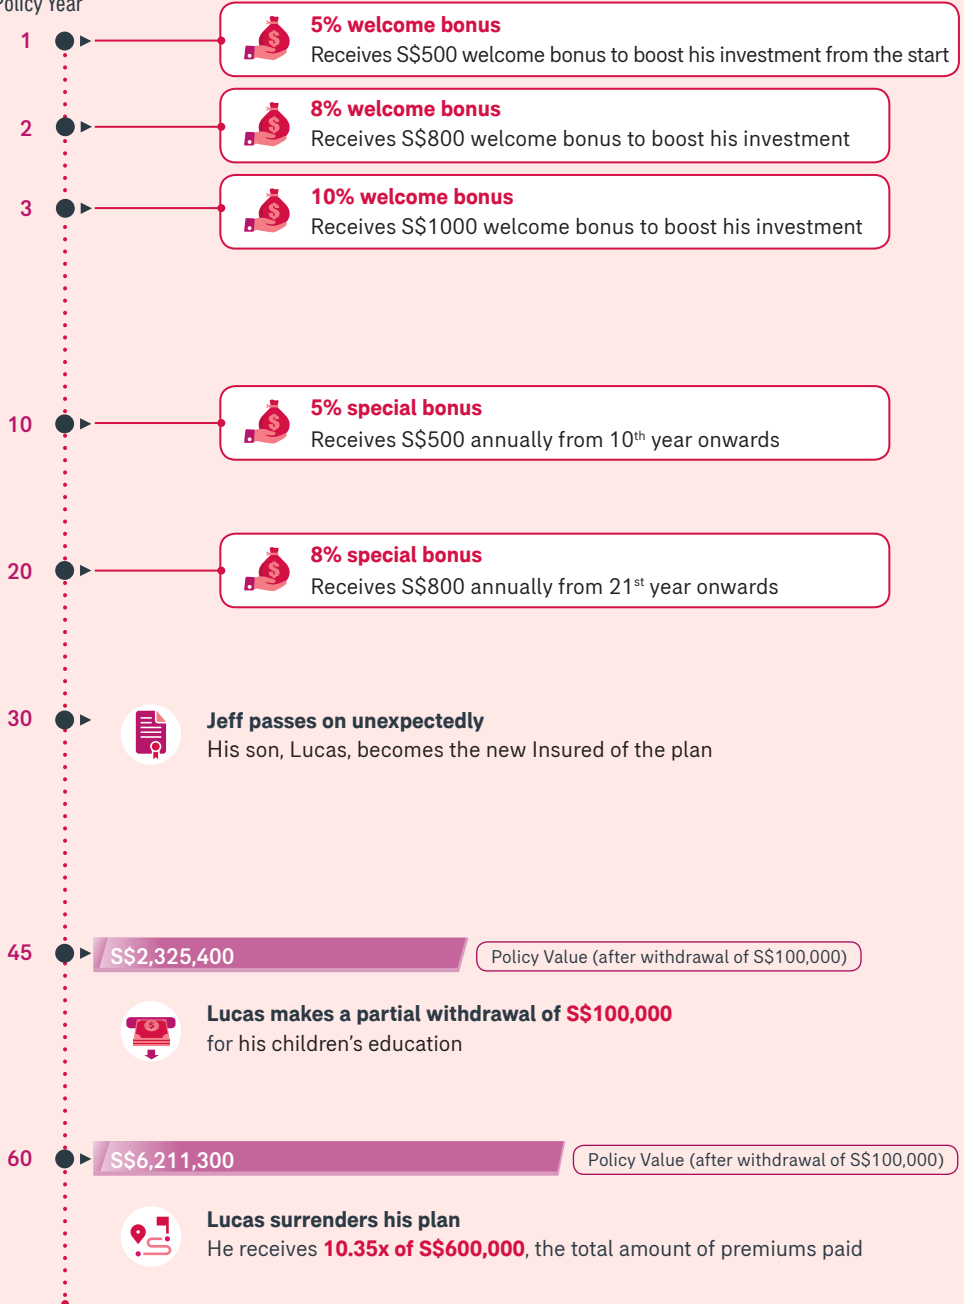 Policy Year
1
5% welcome bonus
Receives S$500 welcome bonus to boost his investment from the start
2
8% welcome bonus
Receives S$800 welcome bonus to boost his investment
3
10% welcome bonus
Receives S$1000 welcome bonus to boost his investment
10
5% special bonus
Receives S$500 annually from 10th year onwards
20
8% special bonus
Receives S$800 annually from 21st year onwards
30
Jeff passes on unexpectedly
His son, Lucas, becomes the new Insured of the plan
45
S$2,325,400
Policy Value (after withdrawal of S$100,000)
Lucas makes a partial withdrawal of S$100,000
for his children's education
60
S$6,211,300
Policy Value (after withdrawal of S$100,000)
Lucas surrenders his plan
He receives 10.35x of S$600,000, the total amount of premiums paid